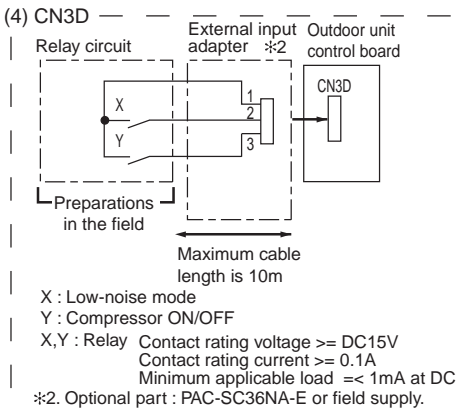 (4) CN3D
Relay circuit
External input
adapter ✻2
Outdoor unit
control board
CN3D
X
Y
1
2
3
Preparations
in the field
Maximum cable
length is 10m
X : Low-noise mode
Y : Compressor ON/OFF
X,Y : Relay Contact rating voltage >= DC15V
Contact rating current >= 0.1A
Minimum applicable load =< 1mA at DC
✻2. Optional part : PAC-SC36NA-E or field supply.